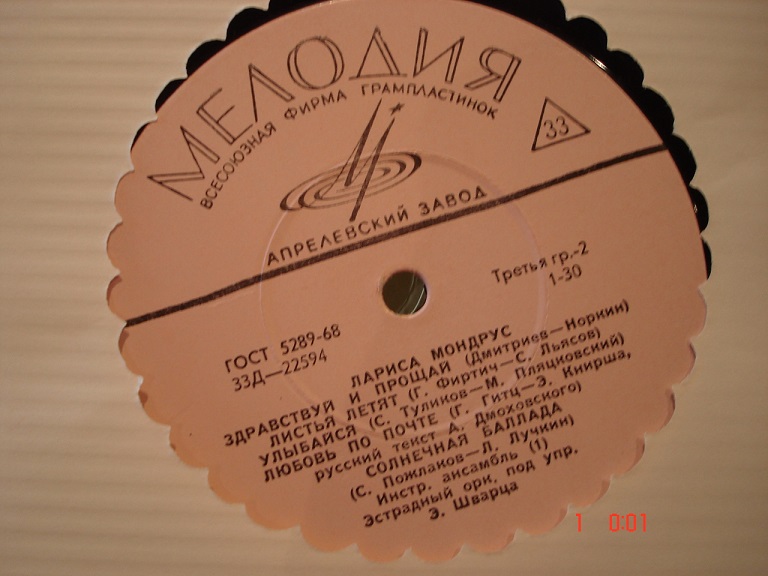 МЕЛОДИЯ
ВСЕСОЮЗНАЯ ФИРМА ГРАМПЛАСТИНОК
33
АПРЕЛЕВСКИЙ ЗАВОД
Третья гр.-2
1-30
ГОСТ 5289-68
33Д—22594
ЛАРИСА МОНДРУС
ЗДРАВСТВУЙ И ПРОЩАЙ (Дмитриев—Норкин)
ЛИСТЬЯ ЛЕТЯТ (Г. Фиртич—С. Льясов)
УЛЫБАЙСЯ (С. Туликов—М. Пляцковский)
ЛЮБОВЬ ПО ПОЧТЕ (Г. Гитц—Э. Книрша,
русский текст А. Дмоховского)
СОЛНЕЧНАЯ БАЛЛАДА
(С. Пожлаков—Л. Лучкин)
Инстр. ансамбль (1)
Эстрадный орк. под упр.
Э. Шварца
1 0:01